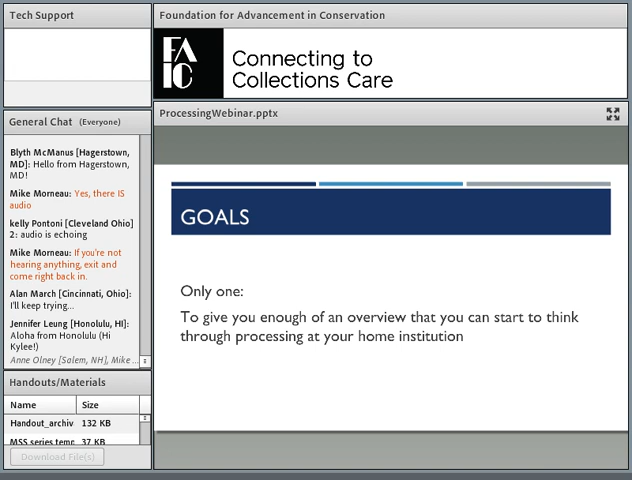 Tech Support
General Chat (Everyone)
Blyth McManus [Hagerstown,
MD]: Hello from Hagerstown,
MD!
Mike Morneau: Yes, there IS
audio
kelly Pontoni [Cleveland Ohio]
2: audio is echoing
Mike Morneau: If you're not
hearing anything, exit and
come right back in.
Alan March [Cincinnati, Ohio]:
I'll keep trying...
Jennifer Leung [Honolulu, HI]:
Aloha from Honolulu (Hi
Kylee!)
Anne Olney [Salem, NH], Mike ...
Handouts/Materials
Name Size
Handout_archiv 132 KB
MSS series temp 37 KB
Download File(s)
Foundation for Advancement in Conservation
FAIC
Connecting to
Collections Care
ProcessingWebinar.pptx
GOALS
Only one:
To give you enough of an overview that you can start to think
through processing at your home institution